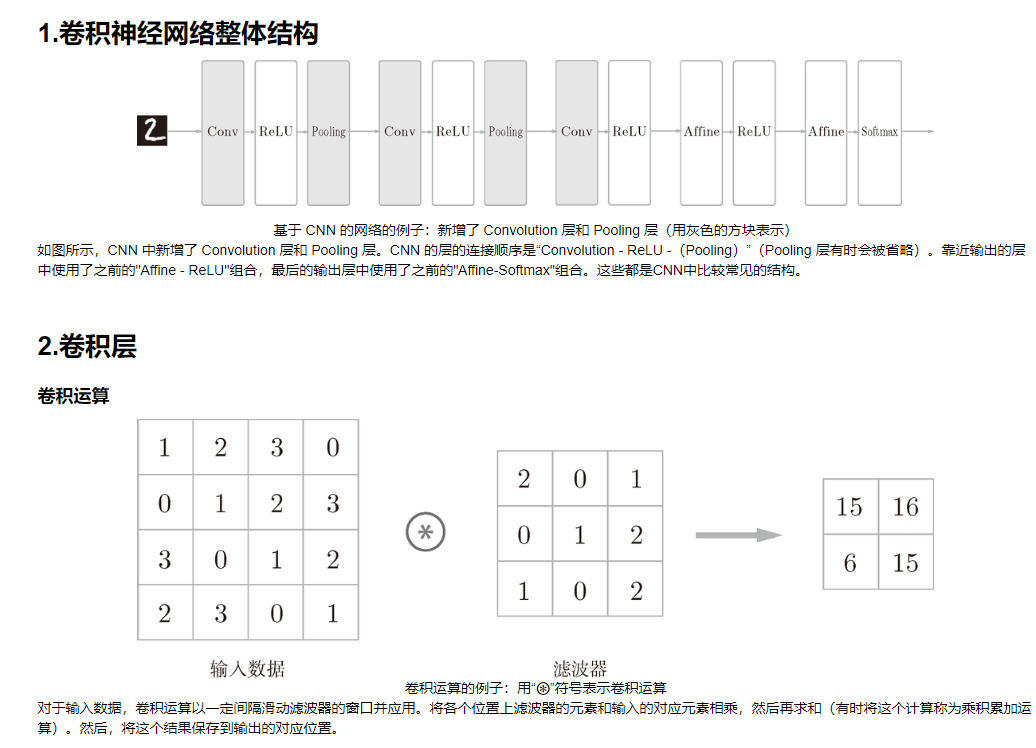 1.卷积神经网络整体结构
2 Conv ReLU Pooling Conv ReLU Pooling Conv ReLU Affine ReLU Affine Softmax
基于 CNN 的网络的例子：新增了 Convolution 层和 Pooling 层（用灰色的方块表示）
如图所示，CNN 中新增了 Convolution 层和 Pooling 层。CNN 的层的连接顺序是“Convolution - ReLU -（Pooling）”（Pooling 层有时会被省略）。靠近输出的层
中使用了之前的"Affine - ReLU"组合，最后的输出层中使用了之前的"Affine-Softmax"组合。这些都是CNN中比较常见的结构。
2.卷积层
卷积运算
1 2 3 0
0 1 2 3
3 0 1 2
2 3 0 1
输入数据
⊛
2 0 1
0 1 2
1 0 2
滤波器
15 16
6 15
卷积运算的例子：用“⊛”符号表示卷积运算
对于输入数据，卷积运算以一定间隔滑动滤波器的窗口并应用。将各个位置上滤波器的元素和输入的对应元素相乘，然后再求和（有时将这个计算称为乘积累加运
算）。然后，将这个结果保存到输出的对应位置。